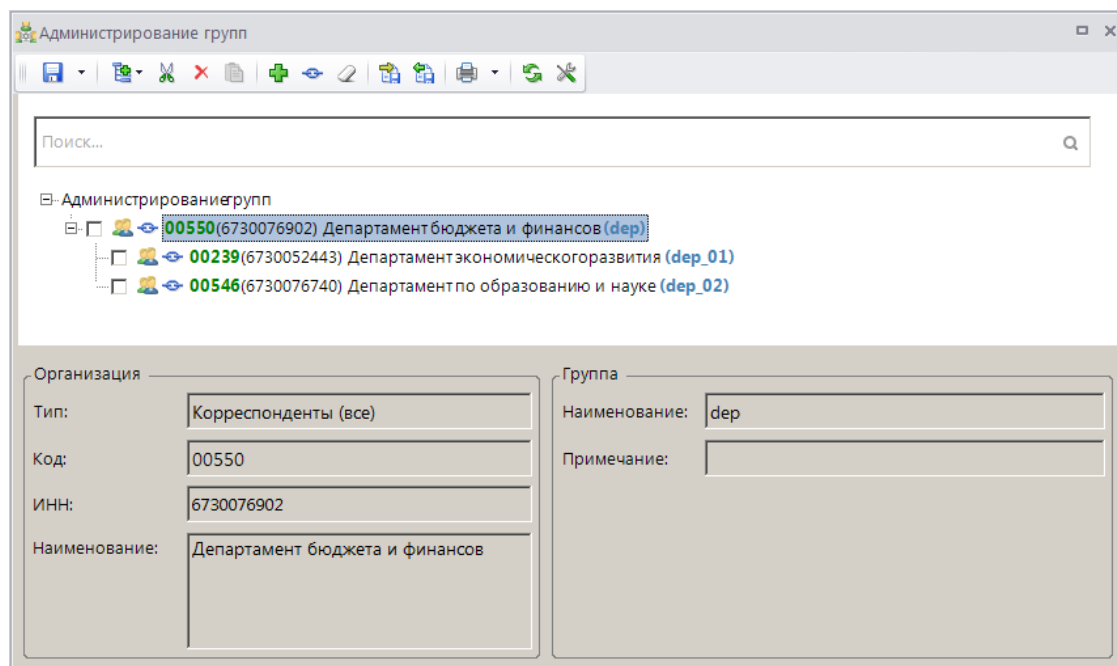 Администрирование групп
Поиск...
Администрированиегрупп
00550(6730076902) Департамент бюджета и финансов (dep)
00239(6730052443) Департамент экономическогоразвития (dep_01)
00546(6730076740) Департамент по образованию и науке (dep_02)
Организация
Тип: Корреспонденты (все)
Код: 00550
ИНН: 6730076902
Наименование: Департамент бюджета и финансов
Группа
Наименование: dep
Примечание: